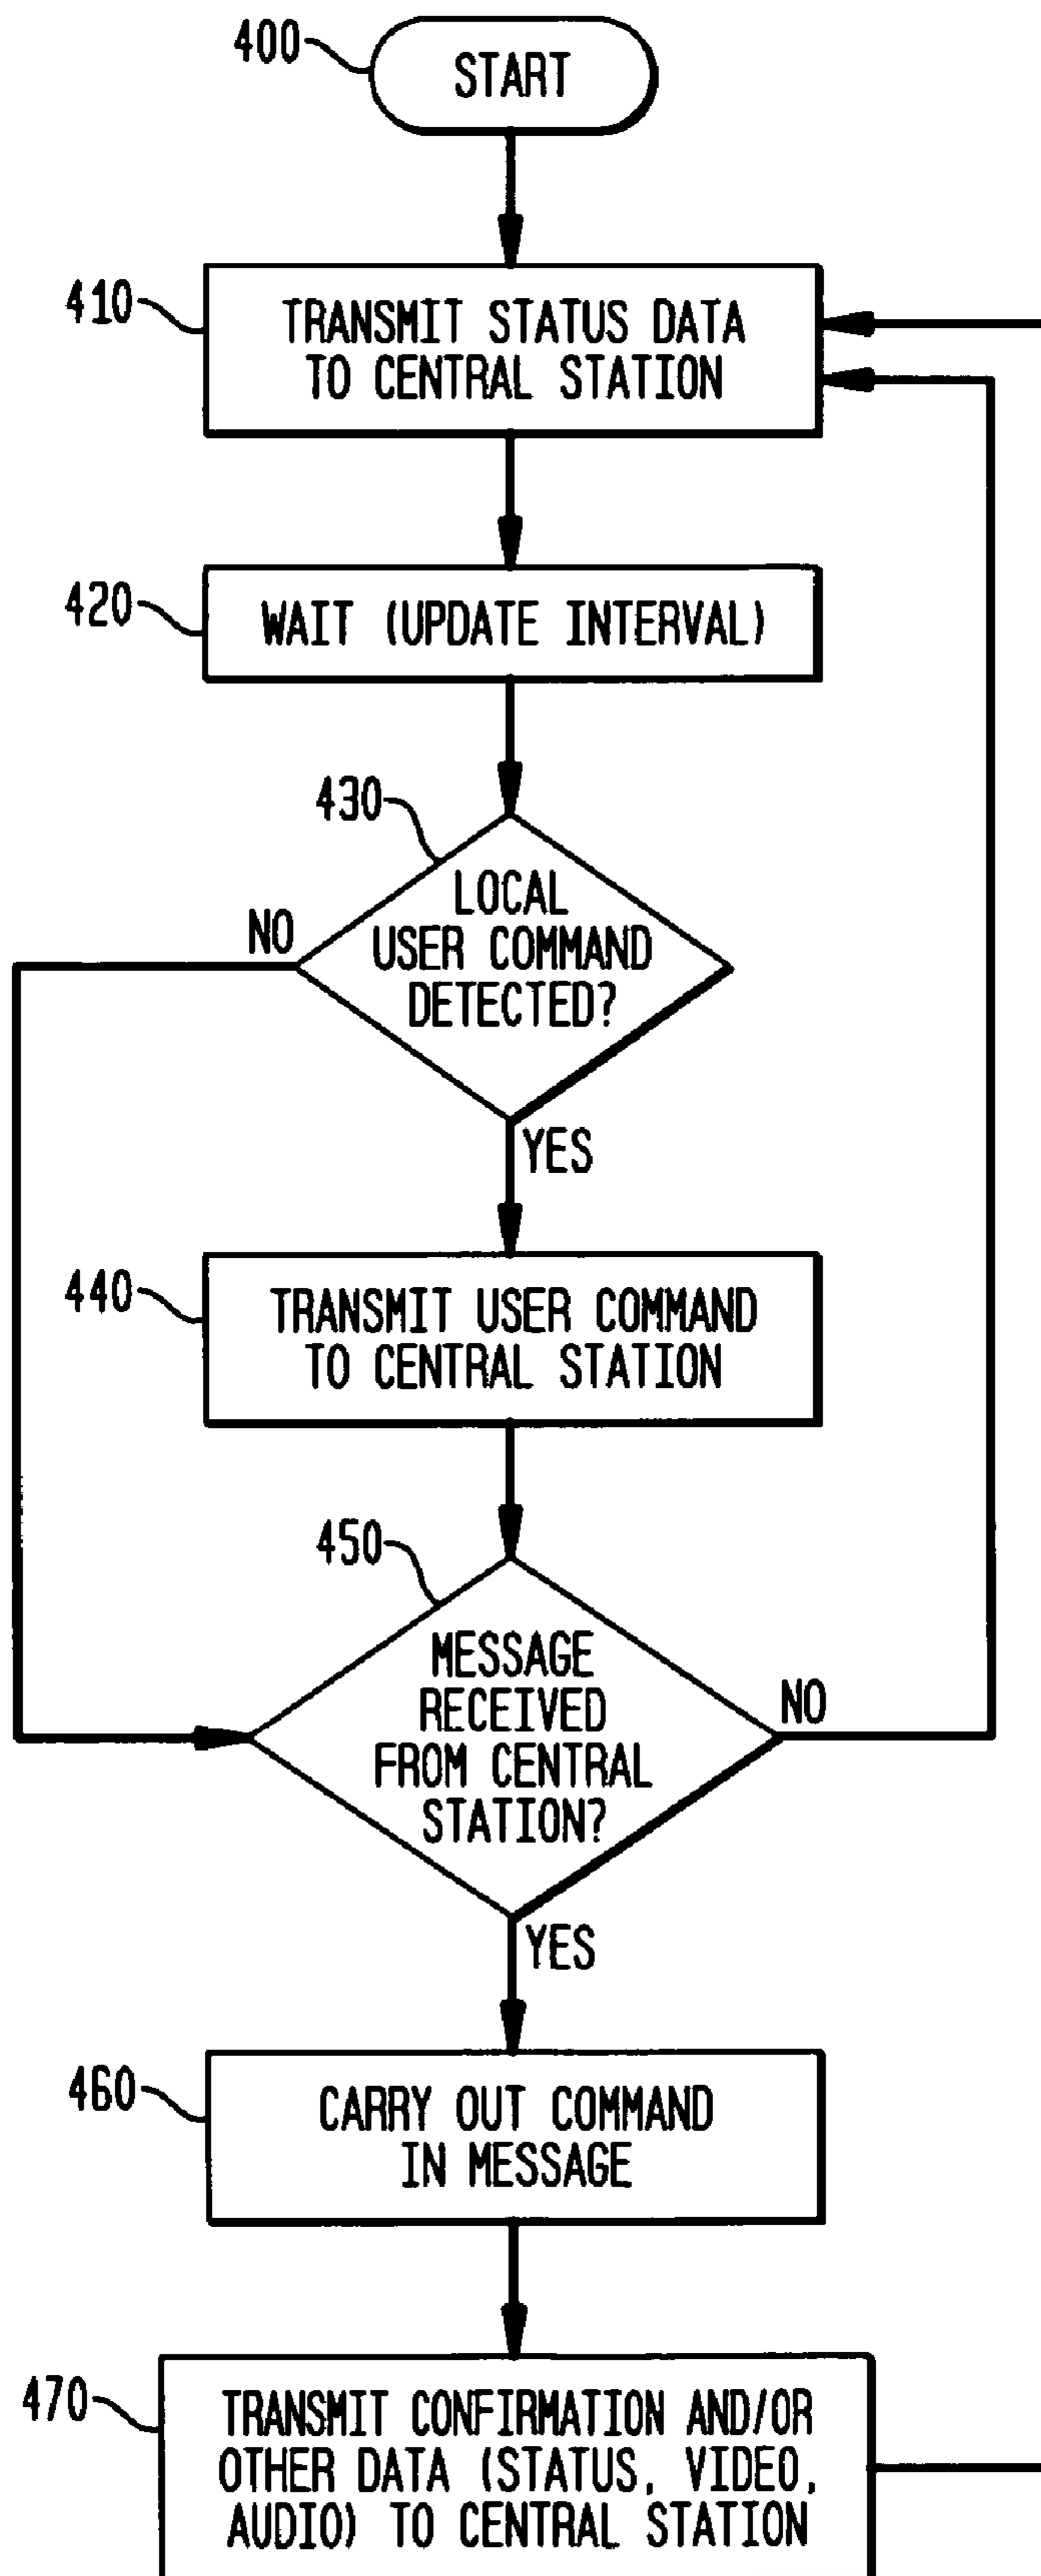 400
START
410
TRANSMIT STATUS DATA
TO CENTRAL STATION
420
WAIT (UPDATE INTERVAL)
430
LOCAL
USER COMMAND
DETECTED?
NO
YES
440
TRANSMIT USER COMMAND
TO CENTRAL STATION
450
MESSAGE
RECEIVED
FROM CENTRAL
STATION?
NO
YES
460
CARRY OUT COMMAND
IN MESSAGE
470
TRANSMIT CONFIRMATION AND/OR
OTHER DATA (STATUS, VIDEO,
AUDIO) TO CENTRAL STATION